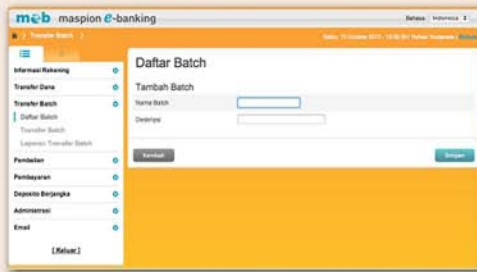 meb maspion e-banking
Bahasa: Indonesia
Transfer Batch
Informasi Rekening
Transfer Dana
Transfer Batch
Daftar Batch
Transfer Batch
Laporan Transfer Batch
Pembelian
Pembayaran
Deposito Berjangka
Administrasi
Email
[Keluar]
Daftar Batch
Tambah Batch
Nama Batch
Deskripsi
Kembali
Simpan